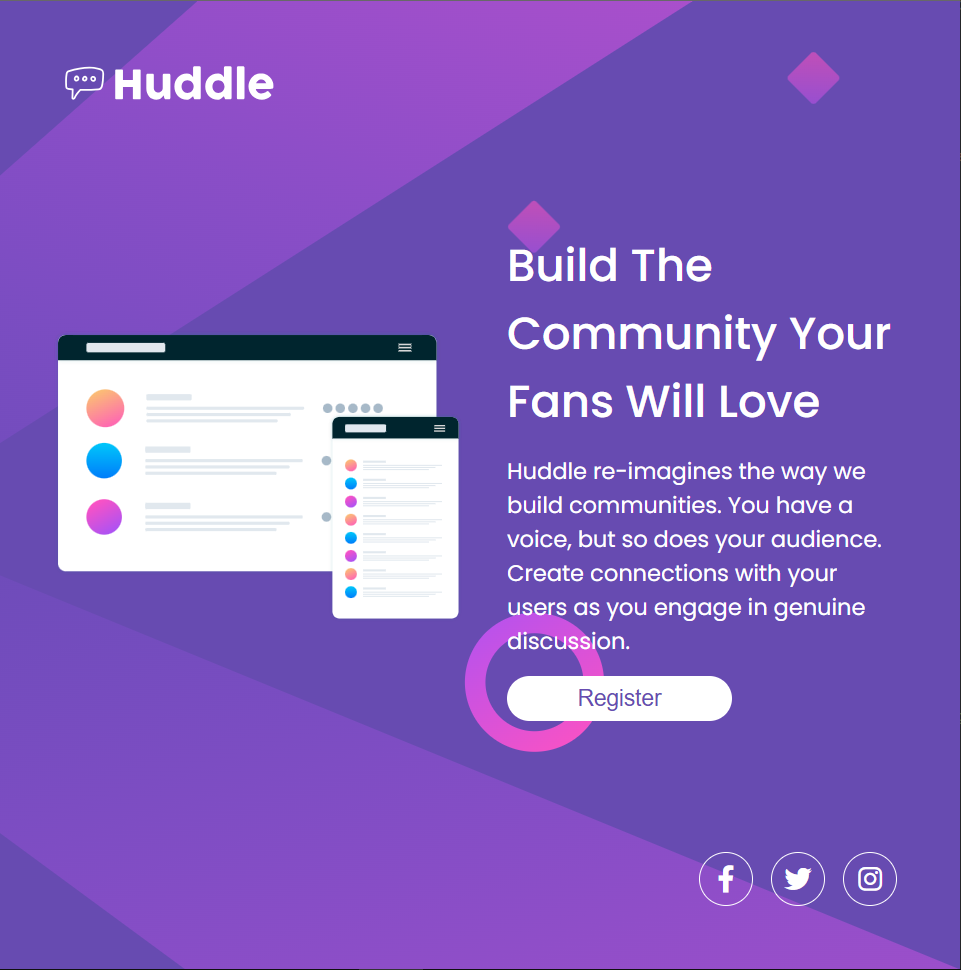 Huddle
Build The
Community Your
Fans Will Love
Huddle re-imagines the way we
build communities. You have a
voice, but so does your audience.
Create connections with your
users as you engage in genuine
discussion.
Register